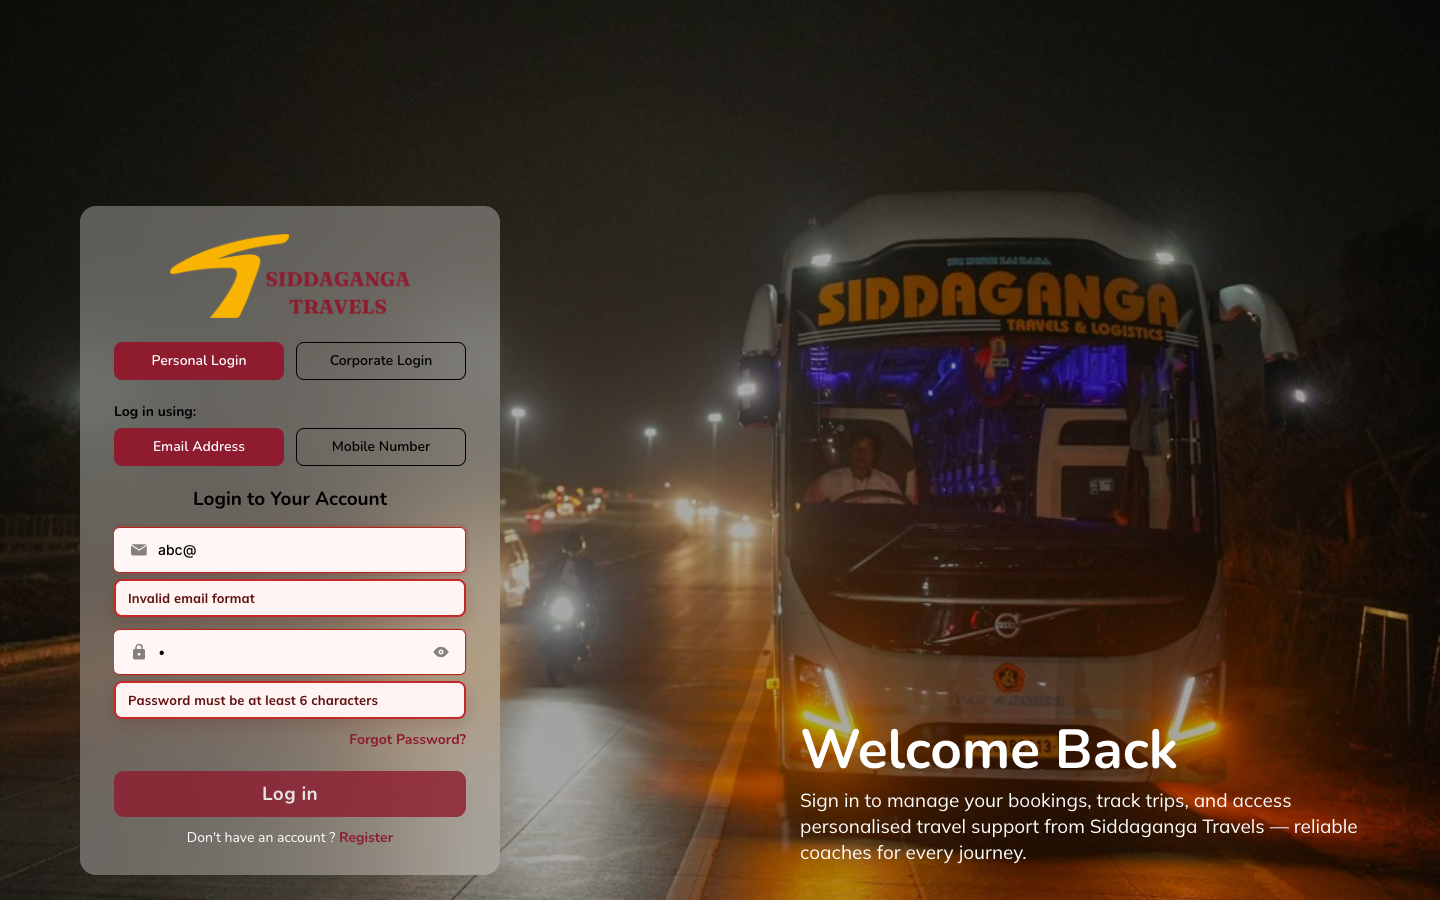 SIDDAGANGA
TRAVELS
Personal Login
Corporate Login
Log in using:
Email Address
Mobile Number
Login to Your Account
abc@
Invalid email format
•
Password must be at least 6 characters
Forgot Password?
Log in
Don't have an account ? Register
SIDDAGANGA
TRAVELS & LOGISTICS
Welcome Back
Sign in to manage your bookings, track trips, and access
personalised travel support from Siddaganga Travels — reliable
coaches for every journey.